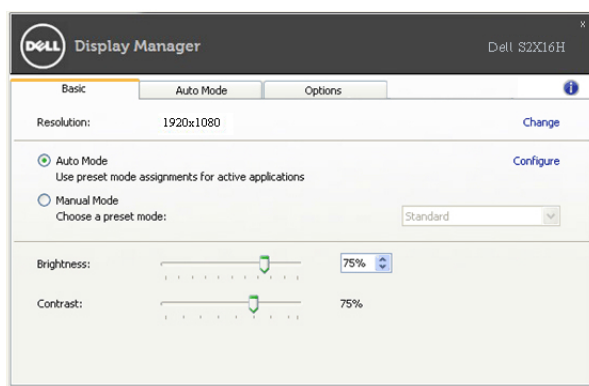 DELL Display Manager
x
Dell S2X16H
Basic Auto Mode Options
i
Resolution: 1920x1080 Change
Auto Mode Configure
Use preset mode assignments for active applications
Manual Mode
Choose a preset mode: Standard
Brightness: 75%
Contrast: 75%